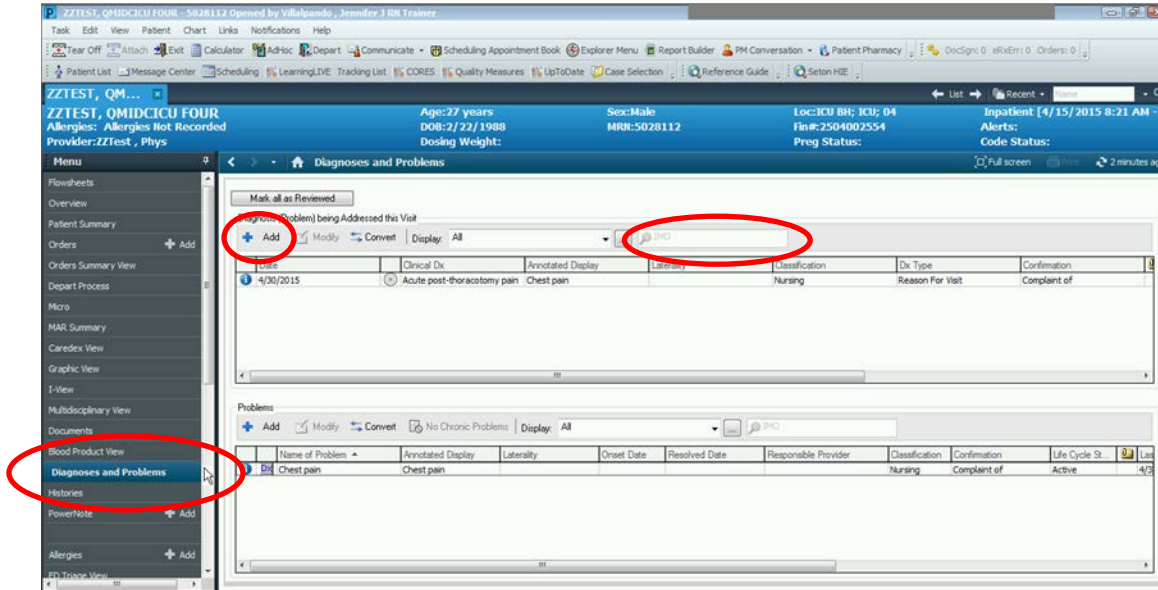 ZZTEST, QMIDCICU FOUR - 5028112 Opened by Villalpando , Jennifer J RN Trainer
Task Edit View Patient Chart Links Notifications Help
Tear Off Attach Exit Calculator AdHoc Depart Communicate Scheduling Appointment Book Explorer Menu Report Builder PM Conversation Patient Pharmacy DocSgn: 0 eRxErr: 0 Orders: 0
Patient List Message Center Scheduling LearningLIVE Tracking List CORES Quality Measures UpToDate Case Selection Reference Guide Seton HIE
ZZTEST, QM... List Recent Name
ZZTEST, QMIDCICU FOUR Age:27 years Sex:Male Loc:ICU BH; ICU; 04 Inpatient [4/15/2015 8:21 AM -
Allergies: Allergies Not Recorded DOB:2/22/1988 MRN:5028112 Fin#:2504002554 Alerts:
Provider:ZZTest , Phys Dosing Weight: Preg Status: Code Status:
Menu Diagnoses and Problems Full screen Print 2 minutes ag
Flowsheets
Overview
Patient Summary
Orders Add
Orders Summary View
Depart Process
Micro
MAR Summary
Caredex View
Graphic View
I-View
Multidisciplinary View
Documents
Blood Product View
Diagnoses and Problems
Histories
PowerNote Add
Allergies Add
ED Triage View
Mark all as Reviewed
Diagnosis (Problem) being Addressed this Visit
Add Modify Convert Display: All ... IMO
Date Clinical Dx Annotated Display Laterality Classification Dx Type Confirmation
4/30/2015 Acute post-thoracotomy pain Chest pain Nursing Reason For Visit Complaint of
Problems
Add Modify Convert No Chronic Problems Display: All ... IMO
Name of Problem Annotated Display Laterality Onset Date Resolved Date Responsible Provider Classification Confirmation Life Cycle St... Las
Dx Chest pain Chest pain Nursing Complaint of Active 4/3